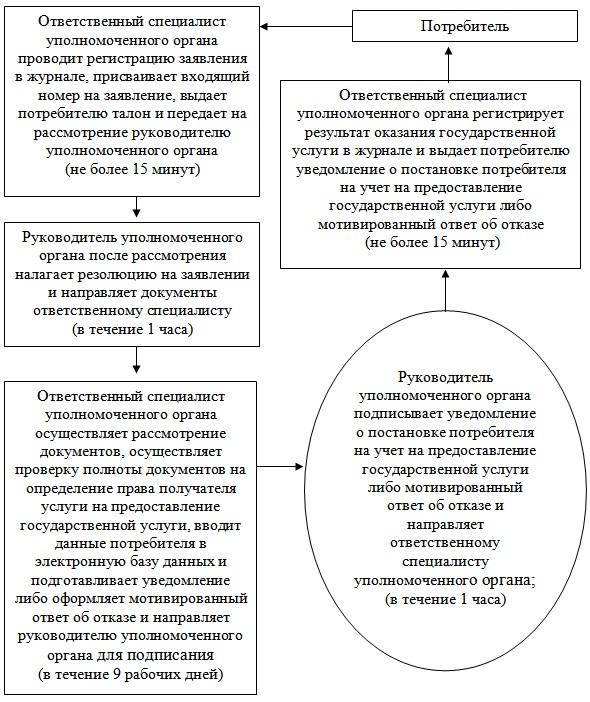 Потребитель
Ответственный специалист
уполномоченного органа
проводит регистрацию заявления
в журнале, присваивает входящий
номер на заявление, выдает
потребителю талон и передает на
рассмотрение руководителю
уполномоченного органа
(не более 15 минут)
Руководитель уполномоченного
органа после рассмотрения
налагает резолюцию на заявлении
и направляет документы
ответственному специалисту
(в течение 1 часа)
Ответственный специалист
уполномоченного органа
осуществляет рассмотрение
документов, осуществляет
проверку полноты документов на
определение права получателя
услуги на предоставление
государственной услуги, вводит
данные потребителя в
электронную базу данных и
подготавливает уведомление
либо оформляет мотивированный
ответ об отказе и направляет
руководителю уполномоченного
органа для подписания
(в течение 9 рабочих дней)
Руководитель
уполномоченного органа
подписывает уведомление
о постановке потребителя
на учет на предоставление
государственной услуги
либо мотивированный
ответ об отказе и
направляет
ответственному
специалисту
уполномоченного органа;
(в течение 1 часа)
Ответственный специалист
уполномоченного органа регистрирует
результат оказания государственной
услуги в журнале и выдает потребителю
уведомление о постановке потребителя
на учет на предоставление
государственной услуги либо
мотивированный ответ об отказе
(не более 15 минут)